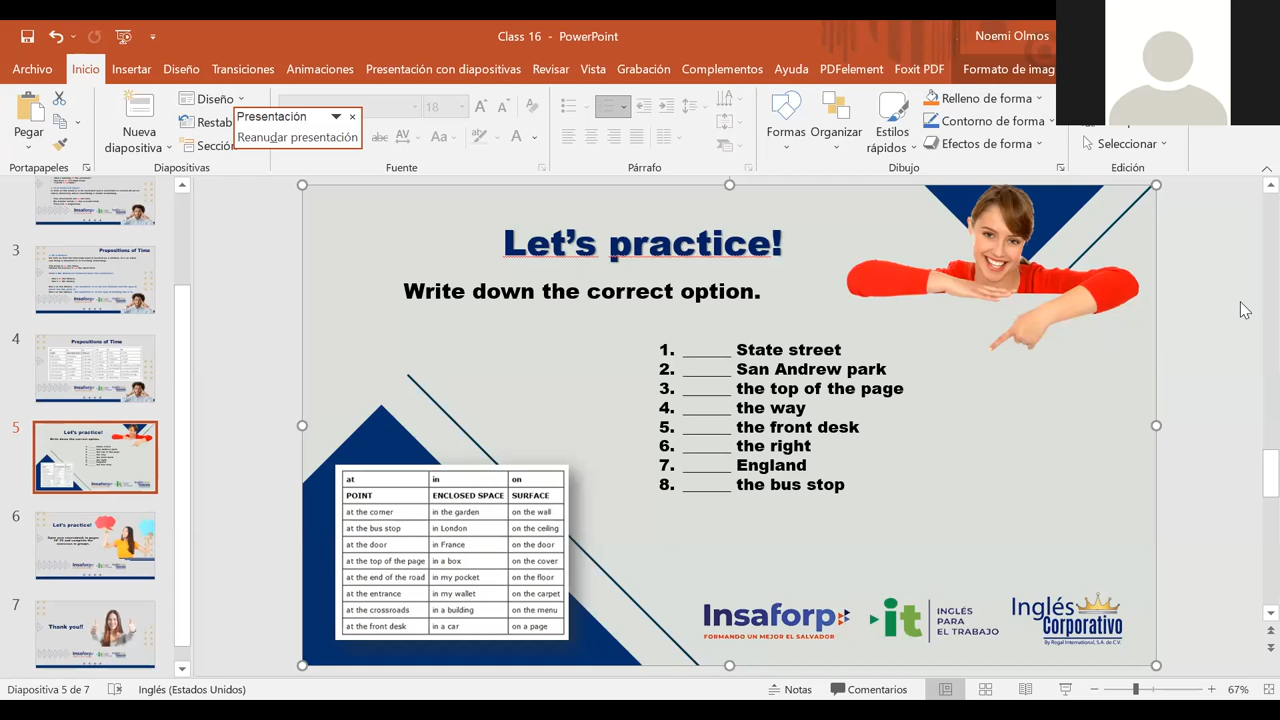 Class 16 - PowerPoint
Noemi Olmos
Archivo Inicio Insertar Diseño Transiciones Animaciones Presentación con diapositivas Revisar Vista Grabación Complementos Ayuda PDFelement Foxit PDF Formato de imag
Pegar
Nueva diapositiva
Diseño
Restab
Sección
Presentación
Reanudar presentación
18
Formas
Organizar
Estilos rápidos
Relleno de forma
Contorno de forma
Efectos de forma
Seleccionar
Portapapeles Diapositivas Fuente Párrafo Dibujo Edición
3
Propositions of Time
4
Prepositions of Time
5
Let's practice!
6
Let's practice!
7
Thank you!!
Let's practice!
Write down the correct option.
1. _____ State street
2. _____ San Andrew park
3. _____ the top of the page
4. _____ the way
5. _____ the front desk
6. _____ the right
7. _____ England
8. _____ the bus stop
at in on
POINT ENCLOSED SPACE SURFACE
at the corner in the garden on the wall
at the bus stop in London on the ceiling
at the door in France on the door
at the top of the page in a box on the cover
at the end of the road in my pocket on the floor
at the entrance in my wallet on the carpet
at the crossroads in a building on the menu
at the front desk in a car on a page
Insaforp
FORMANDO UN MEJOR EL SALVADOR
it
INGLÉS
PARA
EL TRABAJO
Inglés
Corporativo
By Regal International, S.A. de C.V.
Diapositiva 5 de 7 Inglés (Estados Unidos) Notas Comentarios 67%